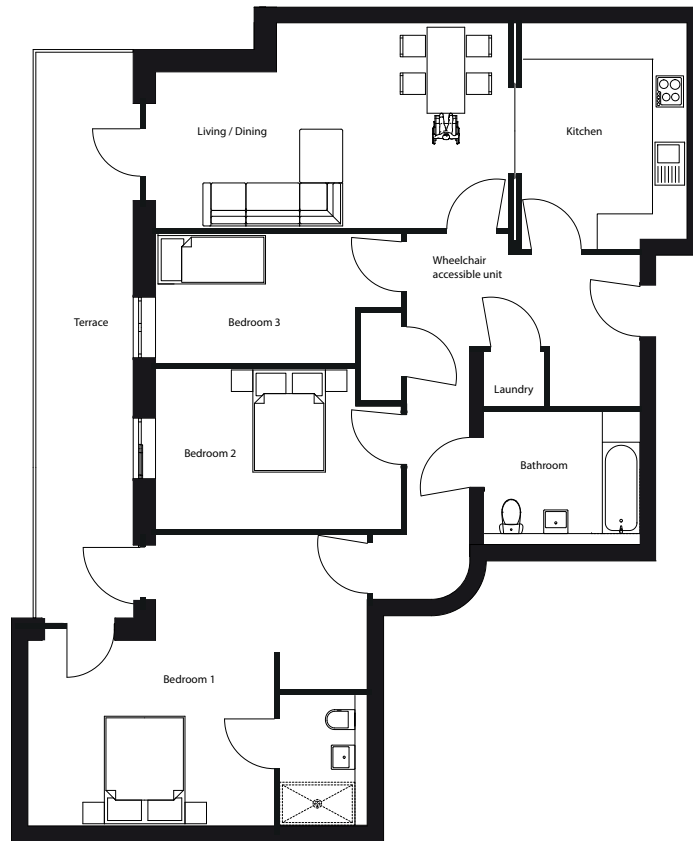 Living / Dining
Kitchen
Wheelchair
accessible unit
Terrace
Bedroom 3
Laundry
Bedroom 2
Bathroom
Bedroom 1